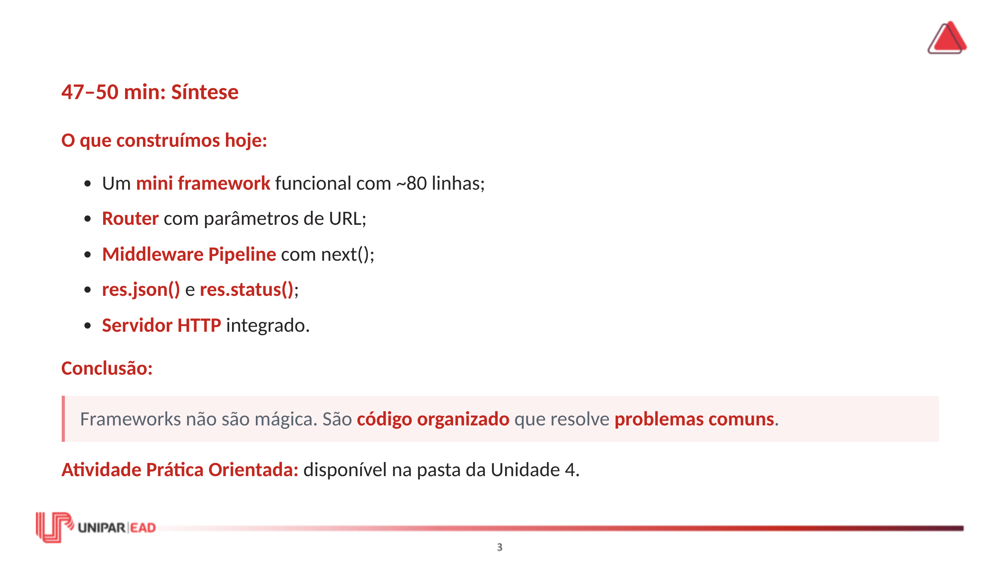 47–50 min: Síntese
O que construímos hoje:
• Um mini framework funcional com ~80 linhas;
• Router com parâmetros de URL;
• Middleware Pipeline com next();
• res.json() e res.status();
• Servidor HTTP integrado.
Conclusão:
Frameworks não são mágica. São código organizado que resolve problemas comuns.
Atividade Prática Orientada: disponível na pasta da Unidade 4.
UNIPAR|EAD
3